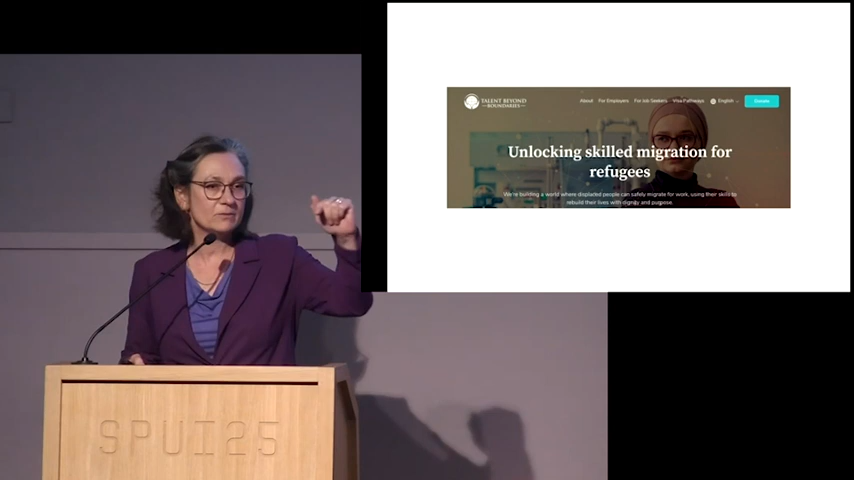 TALENT BEYOND
—BOUNDARIES—
About For Employers For Job Seekers Visa Pathways English Donate
Unlocking skilled migration for
refugees
We're building a world where displaced people can safely migrate for work, using their skills to
rebuild their lives with dignity and purpose.
SPUI25